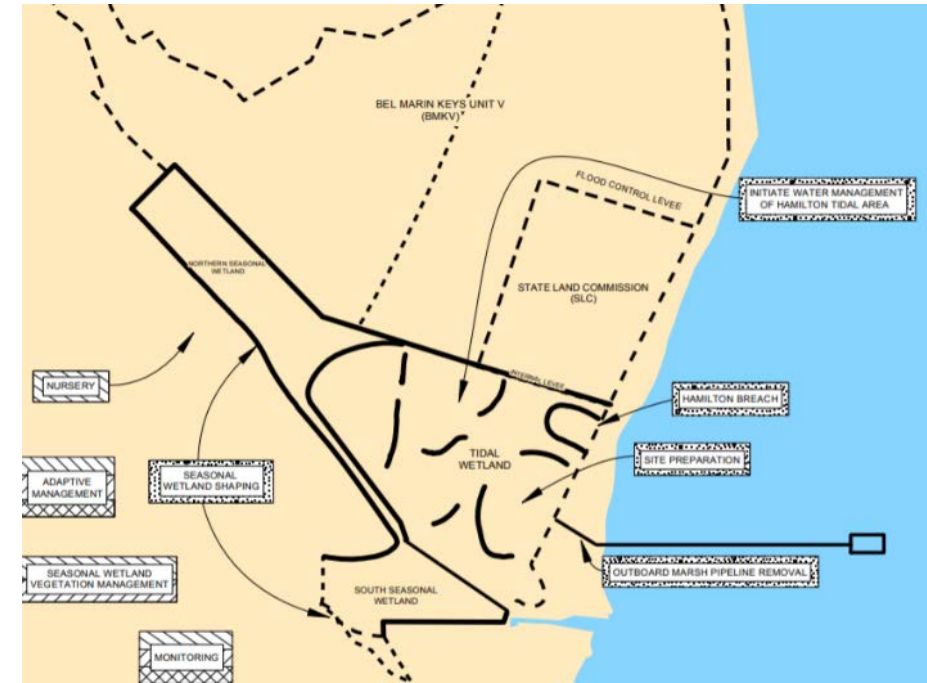 BEL MARIN KEYS UNIT V
(BMKV)
FLOOD CONTROL LEVEE
INITIATE WATER MANAGEMENT
OF HAMILTON TIDAL AREA
NORTHERN SEASONAL
WETLAND
STATE LAND COMMISSION
(SLC)
NURSERY
INTERNAL LEVEE
HAMILTON BREACH
TIDAL
WETLAND
SITE PREPARATION
ADAPTIVE
MANAGEMENT
SEASONAL
WETLAND SHAPING
SEASONAL WETLAND
VEGETATION MANAGEMENT
OUTBOARD MARSH PIPELINE REMOVAL
SOUTH SEASONAL
WETLAND
MONITORING